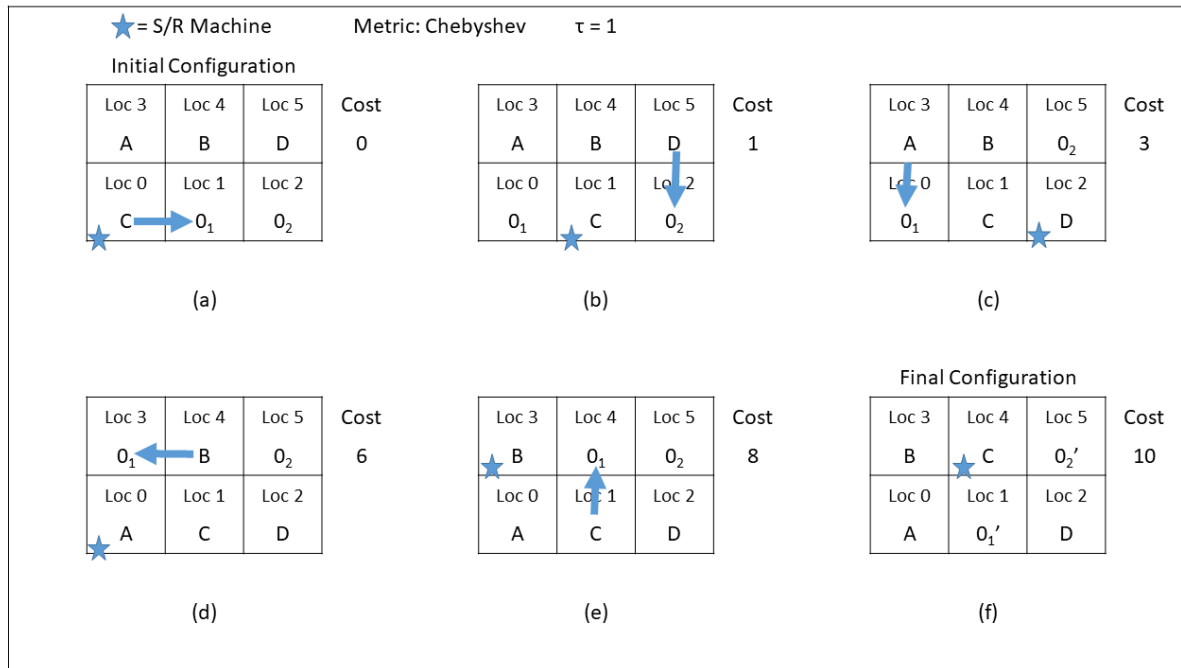 = S/R Machine Metric: Chebyshev τ = 1
Initial Configuration
Loc 3 Loc 4 Loc 5 Cost
A B D 0
Loc 0 Loc 1 Loc 2
C 0₁ 0₂
(a)
Loc 3 Loc 4 Loc 5 Cost
A B D 1
Loc 0 Loc 1 Loc 2
0₁ C 0₂
(b)
Loc 3 Loc 4 Loc 5 Cost
A B 0₂ 3
Loc 0 Loc 1 Loc 2
0₁ C D
(c)
Loc 3 Loc 4 Loc 5 Cost
0₁ B 0₂ 6
Loc 0 Loc 1 Loc 2
A C D
(d)
Loc 3 Loc 4 Loc 5 Cost
B 0₁ 0₂ 8
Loc 0 Loc 1 Loc 2
A C D
(e)
Final Configuration
Loc 3 Loc 4 Loc 5 Cost
B C 0₂' 10
Loc 0 Loc 1 Loc 2
A 0₁' D
(f)